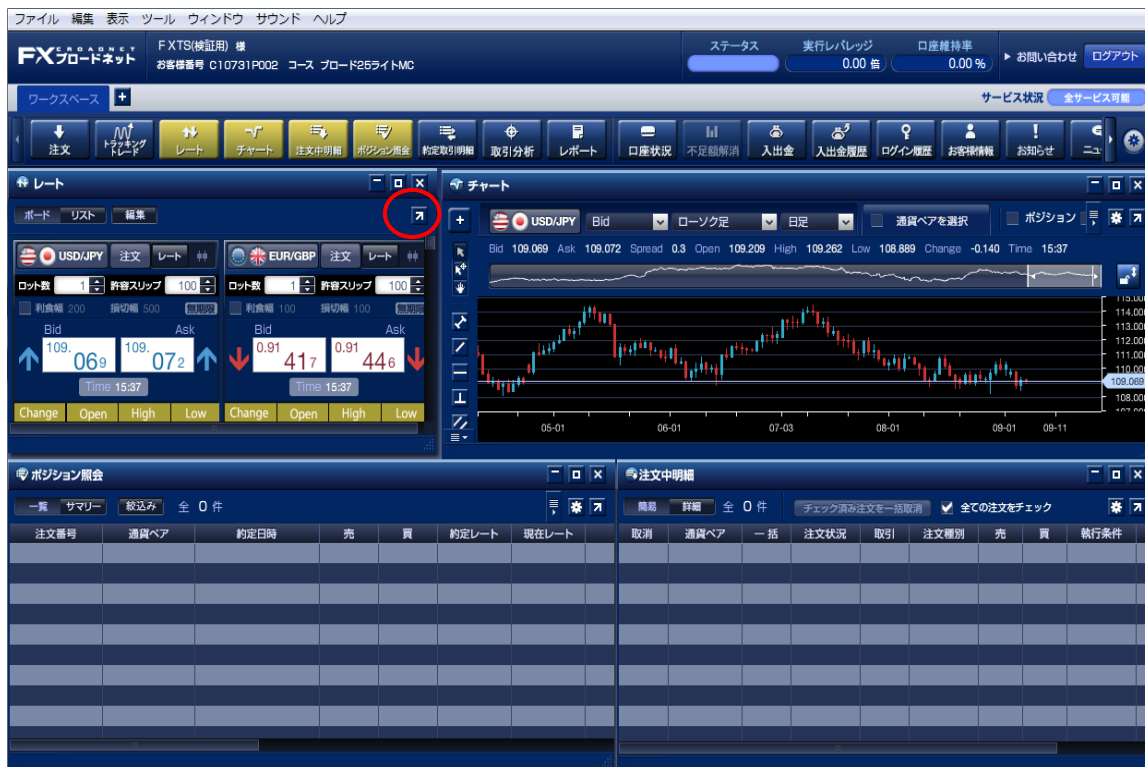 ファイル 編集 表示 ツール ウィンドウ サウンド ヘルプ
FXブロードネット
BROADNET
FXTS(検証用) 様
お客様番号 C10731P002 コース ブロード25ライトMC
ステータス
実行レバレッジ
0.00 倍
口座維持率
0.00 %
お問い合わせ
ログアウト
ワークスペース
サービス状況 全サービス可能
注文
トラッキングトレード
レート
チャート
注文中明細
ポジション照会
約定取引明細
取引分析
レポート
口座状況
不足額解消
入出金
入出金履歴
ログイン履歴
お客様情報
お知らせ
ニュ
レート
ボード リスト 編集
USD/JPY 注文 レート
ロット数 1 許容スリップ 100
利食幅 200 損切幅 500 無期限
Bid Ask
109. 069 109. 072
Time 15:37
Change Open High Low
EUR/GBP 注文 レート
ロット数 1 許容スリップ 100
利食幅 100 損切幅 100 無期限
Bid Ask
0.91 417 0.91 446
Time 15:37
Change Open High Low
チャート
USD/JPY Bid ローソク足 日足 通貨ペアを選択 ポジション
Bid 109.069 Ask 109.072 Spread 0.3 Open 109.209 High 109.262 Low 108.889 Change -0.140 Time 15:37
115.00
114.00
113.00
112.00
111.00
110.00
109.069
108.00
107.00
05-01 06-01 07-03 08-01 09-01 09-11
ポジション照会
一覧 サマリー 絞込み 全 0 件
注文番号 通貨ペア 約定日時 売 買 約定レート 現在レート
注文中明細
簡易 詳細 全 0 件 チェック済み注文を一括取消 全ての注文をチェック
取消 通貨ペア 一括 注文状況 取引 注文種別 売 買 執行条件